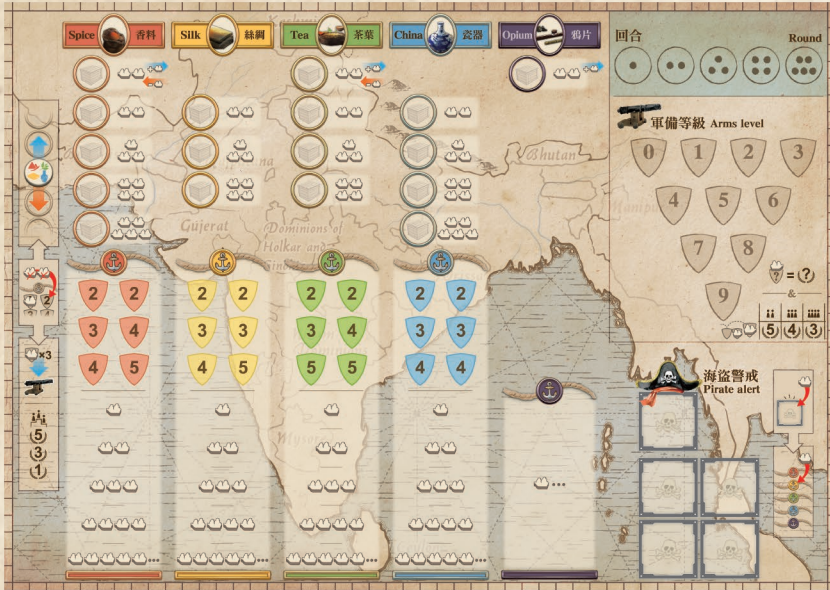 Spice 香料
Silk 絲綢
Tea 茶葉
China 瓷器
Opium 鴉片
回合 Round
軍備等級 Arms level
0 1 2 3
4 5 6
7 8
9
? = (?)
&
5 4 3
Bhutan
Gujerat
Dominions of
Holkar and
2 2 2 2 2 2 2 2
3 4 3 3 3 4 3 3
4 5 4 5 5 5 4 4
2
×3
5
3
1
海盜警戒
Pirate alert